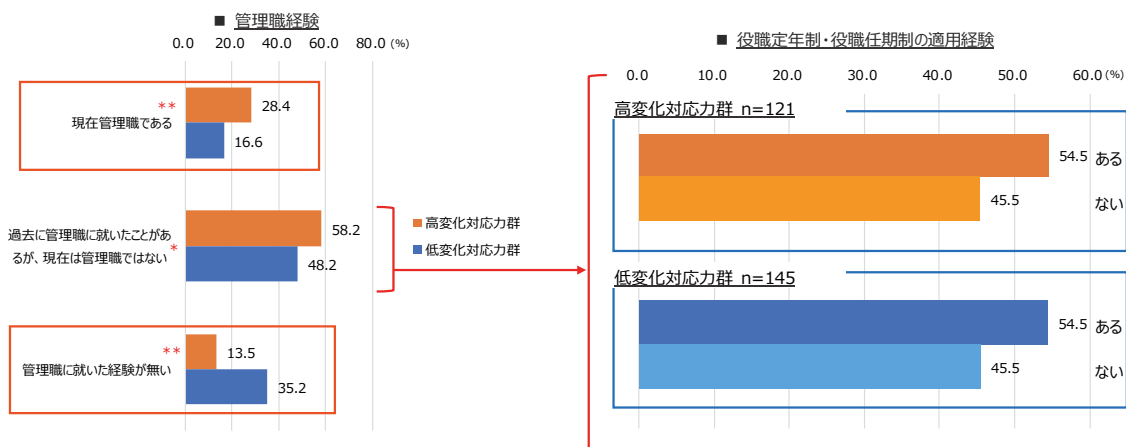 ■ 管理職経験
0.0 20.0 40.0 60.0 80.0 (%)
** 現在管理職である
28.4
16.6
過去に管理職に就いたことがあ
るが、現在は管理職ではない *
58.2
48.2
** 管理職に就いた経験が無い
13.5
35.2
■高変化対応力群
■低変化対応力群
■ 役職定年制・役職任期制の適用経験
0.0 10.0 20.0 30.0 40.0 50.0 60.0 (%)
高変化対応力群 n=121
54.5 ある
45.5 ない
低変化対応力群 n=145
54.5 ある
45.5 ない